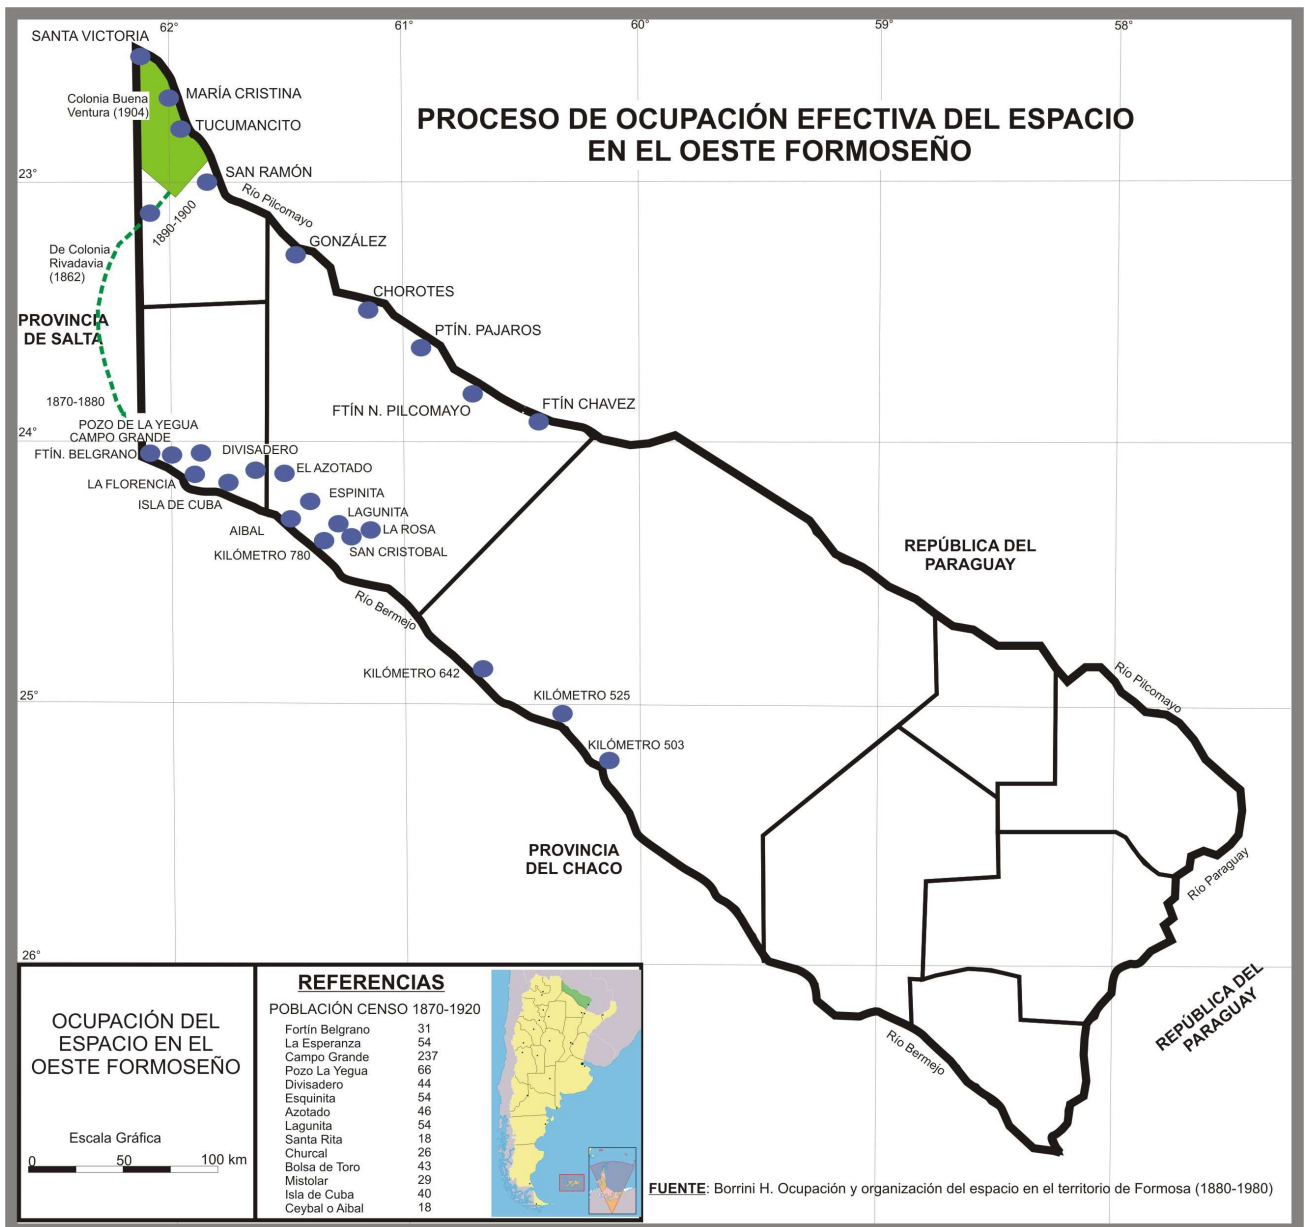 62°
61°
60°
59°
58°
SANTA VICTORIA
Colonia Buena
Ventura (1904)
MARÍA CRISTINA
TUCUMANCITO
PROCESO DE OCUPACIÓN EFECTIVA DEL ESPACIO
EN EL OESTE FORMOSEÑO
23°
SAN RAMÓN
Río Pilcomayo
1890-1900
De Colonia
Rivadavia
(1862)
GONZÁLEZ
CHOROTES
PROVINCIA
DE SALTA
PTÍN. PAJAROS
1870-1880
FTÍN N. PILCOMAYO
FTÍN CHAVEZ
24°
POZO DE LA YEGUA
CAMPO GRANDE
FTÍN. BELGRANO
DIVISADERO
EL AZOTADO
LA FLORENCIA
ISLA DE CUBA
ESPINITA
LAGUNITA
LA ROSA
AIBAL
SAN CRISTOBAL
KILÓMETRO 780
Río Bermejo
REPÚBLICA DEL
PARAGUAY
25°
KILÓMETRO 642
KILÓMETRO 525
KILÓMETRO 503
Río Pilcomayo
PROVINCIA
DEL CHACO
Río Paraguay
26°
REPÚBLICA DEL
PARAGUAY
Río Bermejo
OCUPACIÓN DEL
ESPACIO EN EL
OESTE FORMOSEÑO
Escala Gráfica
0 50 100 km
REFERENCIAS
POBLACIÓN CENSO 1870-1920
Fortín Belgrano 31
La Esperanza 54
Campo Grande 237
Pozo La Yegua 66
Divisadero 44
Esquinita 54
Azotado 46
Lagunita 54
Santa Rita 18
Churcal 26
Bolsa de Toro 43
Mistolar 29
Isla de Cuba 40
Ceybal o Aibal 18
FUENTE: Borrini H. Ocupación y organización del espacio en el territorio de Formosa (1880-1980)